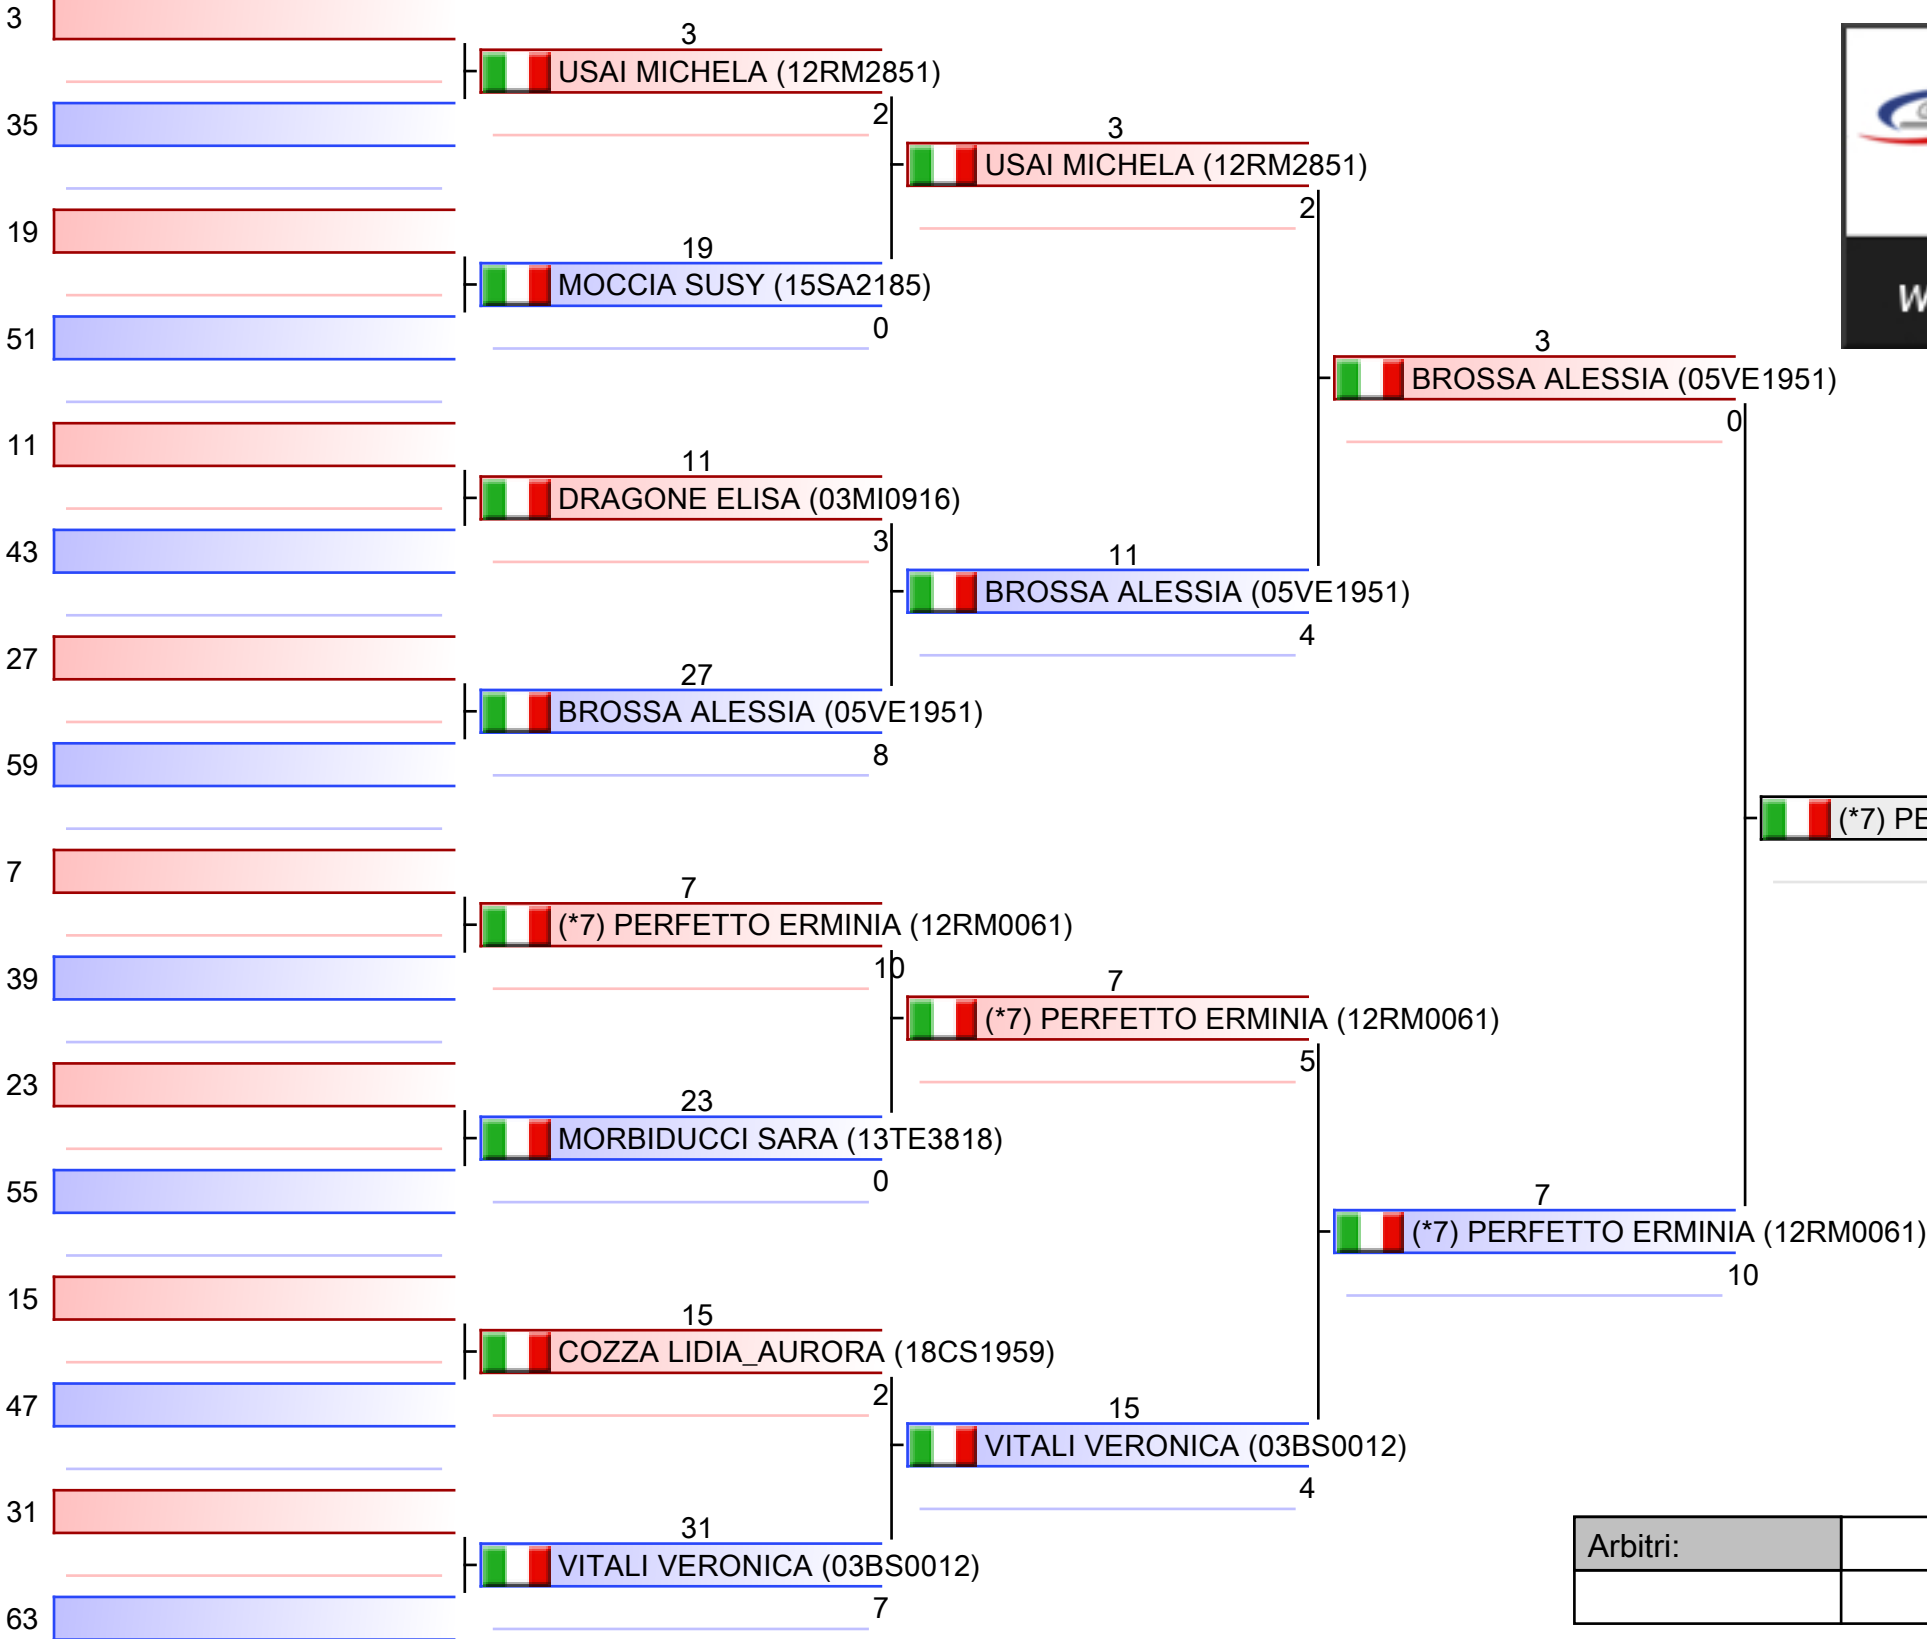 3
35
19
51
11
43
27
59
7
39
23
55
15
47
31
63
3
USAI MICHELA (12RM2851)
2
19
MOCCIA SUSY (15SA2185)
0
11
DRAGONE ELISA (03MI0916)
3
27
BROSSA ALESSIA (05VE1951)
8
7
(*7) PERFETTO ERMINIA (12RM0061)
10
23
MORBIDUCCI SARA (13TE3818)
0
15
COZZA LIDIA_AURORA (18CS1959)
2
31
VITALI VERONICA (03BS0012)
7
3
USAI MICHELA (12RM2851)
2
11
BROSSA ALESSIA (05VE1951)
4
7
(*7) PERFETTO ERMINIA (12RM0061)
5
15
VITALI VERONICA (03BS0012)
4
3
BROSSA ALESSIA (05VE1951)
0
7
(*7) PERFETTO ERMINIA (12RM0061)
10
(*7) PE
Arbitri: